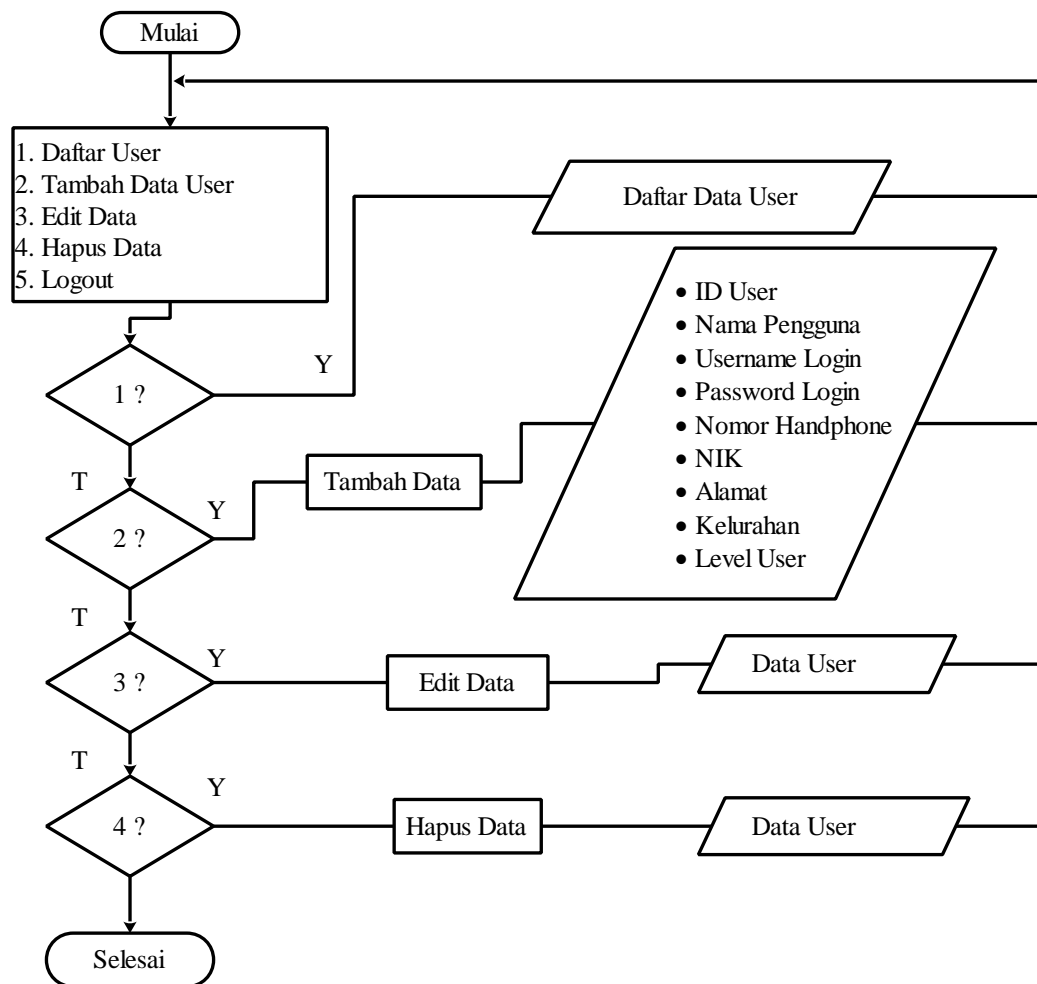 Mulai
1. Daftar User
2. Tambah Data User
3. Edit Data
4. Hapus Data
5. Logout
Daftar Data User
• ID User
• Nama Pengguna
• Username Login
• Password Login
• Nomor Handphone
• NIK
• Alamat
• Kelurahan
• Level User
Y
1 ?
T
Y
Tambah Data
2 ?
T
Y
3 ?
Edit Data
Data User
T
Y
4 ?
Hapus Data
Data User
Selesai